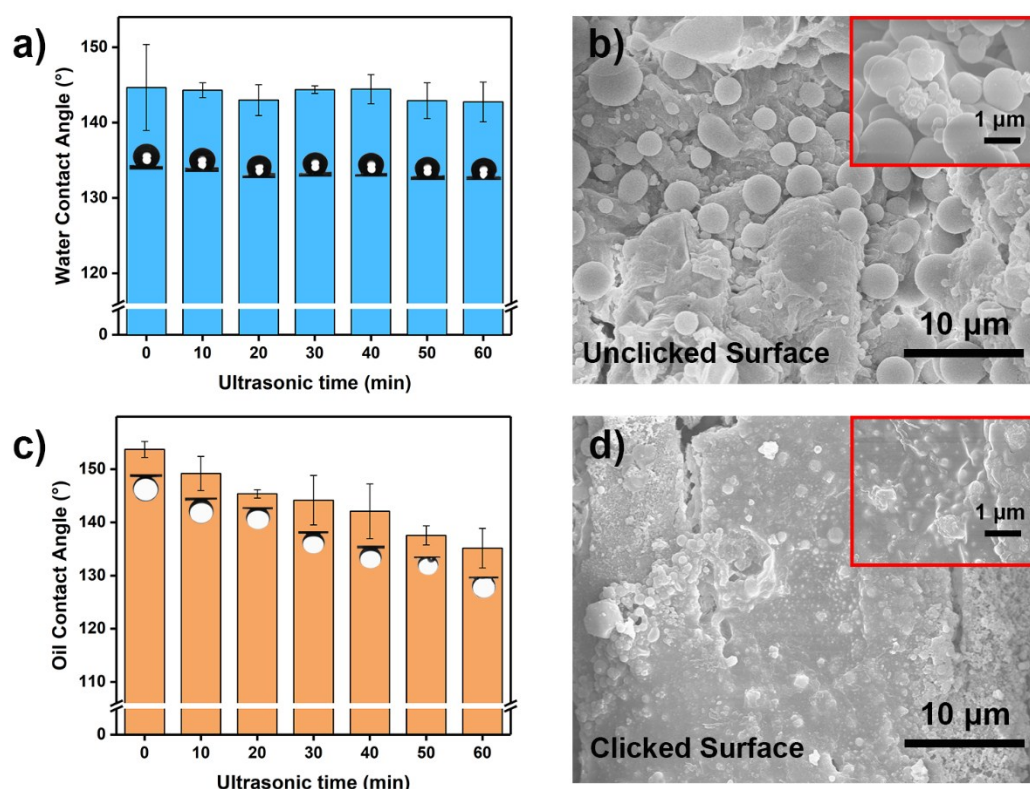 a)
150
140
130
120
0
Water Contact Angle (°)
0 10 20 30 40 50 60
Ultrasonic time (min)
b)
1 µm
10 µm
Unclicked Surface
c)
150
140
130
120
110
0
Oil Contact Angle (°)
0 10 20 30 40 50 60
Ultrasonic time (min)
d)
1 µm
10 µm
Clicked Surface